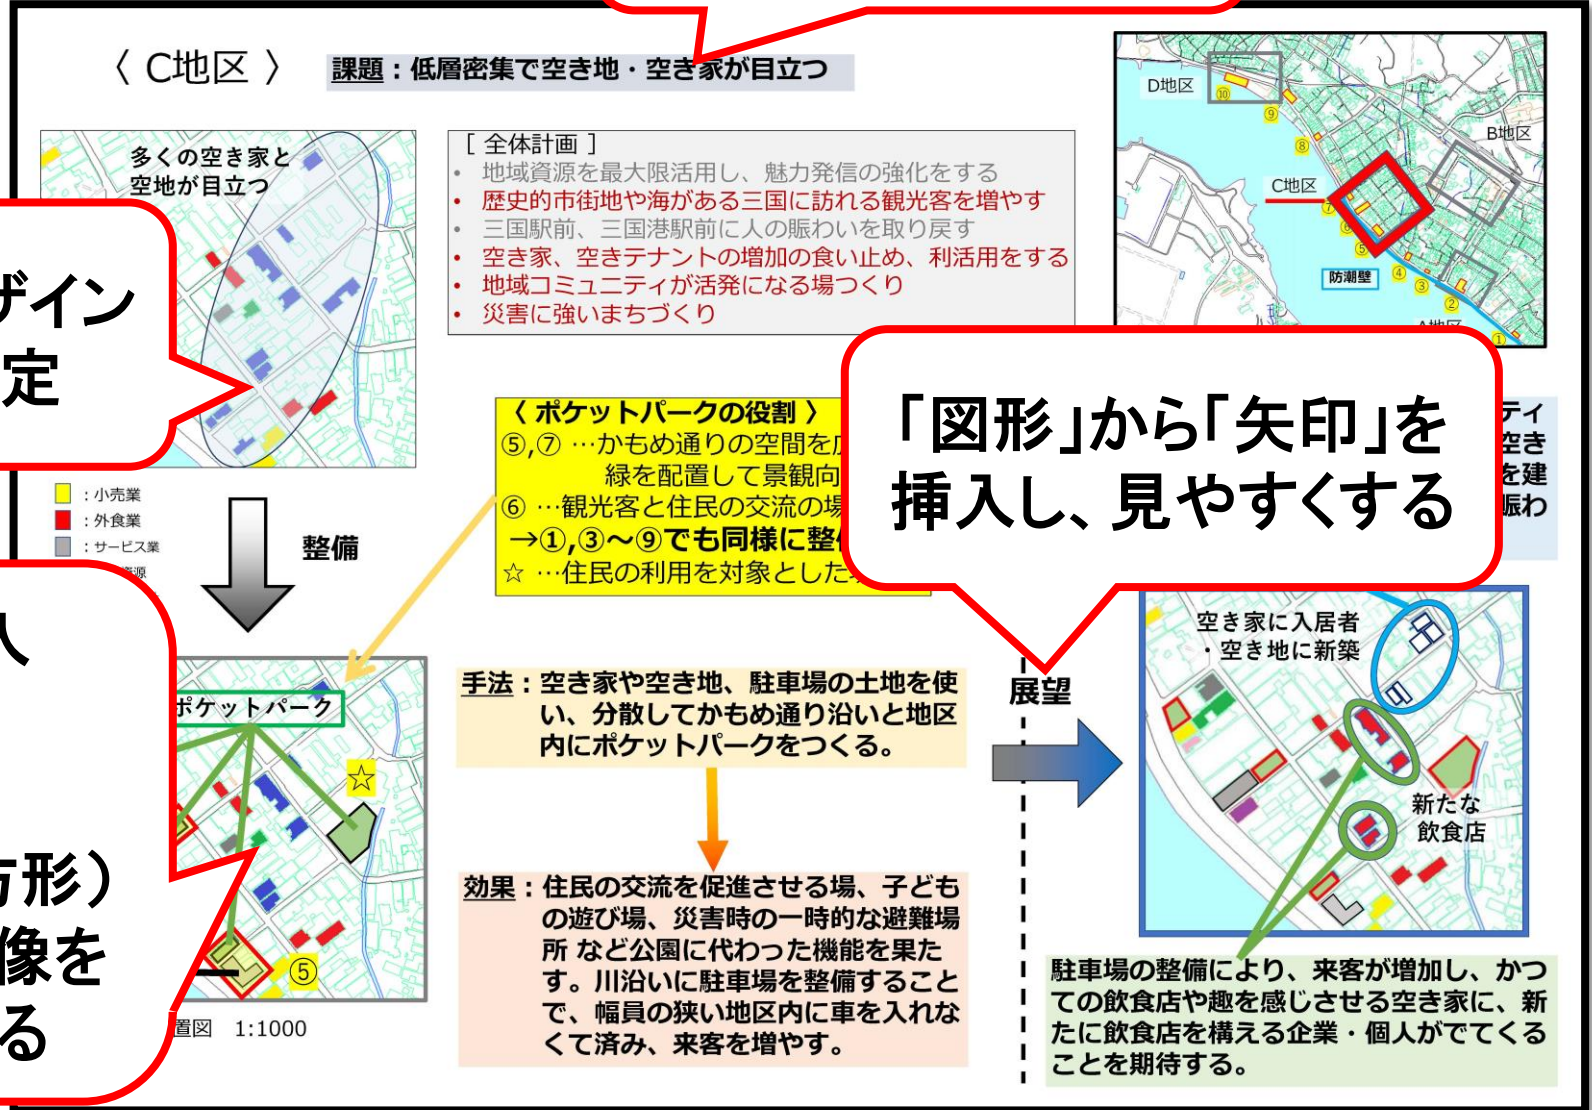 〈 C地区 〉
課題：低層密集で空き地・空き家が目立つ
多くの空き家と
空地が目立つ
[ 全体計画 ]
• 地域資源を最大限活用し、魅力発信の強化をする
• 歴史的市街地や海がある三国に訪れる観光客を増やす
• 三国駅前、三国港駅前に人の賑わいを取り戻す
• 空き家、空きテナントの増加の食い止め、利活用をする
• 地域コミュニティが活発になる場つくり
• 災害に強いまちづくり
D地区
B地区
C地区
防潮壁
A地区
⑩
⑨
⑧
⑦
⑥
⑤
④
③
②
①
ザイン
定
：小売業
：外食業
：サービス業
源
整備
〈 ポケットパークの役割 〉
⑤,⑦ …かもめ通りの空間を
緑を配置して景観向
⑥ …観光客と住民の交流の場
→①,③～⑨でも同様に整
☆ …住民の利用を対象とした
「図形」から「矢印」を
挿入し、見やすくする
ティ
空き
を建
賑わ
人
方形）
像を
る
ポケットパーク
☆
⑤
置図 1:1000
手法：空き家や空き地、駐車場の土地を使
い、分散してかもめ通り沿いと地区
内にポケットパークをつくる。
効果：住民の交流を促進させる場、子ども
の遊び場、災害時の一時的な避難場
所 など公園に代わった機能を果た
す。川沿いに駐車場を整備すること
で、幅員の狭い地区内に車を入れな
くて済み、来客を増やす。
展望
空き家に入居者
・空き地に新築
新たな
飲食店
駐車場の整備により、来客が増加し、かつ
ての飲食店や趣を感じさせる空き家に、新
たに飲食店を構える企業・個人がでてくる
ことを期待する。